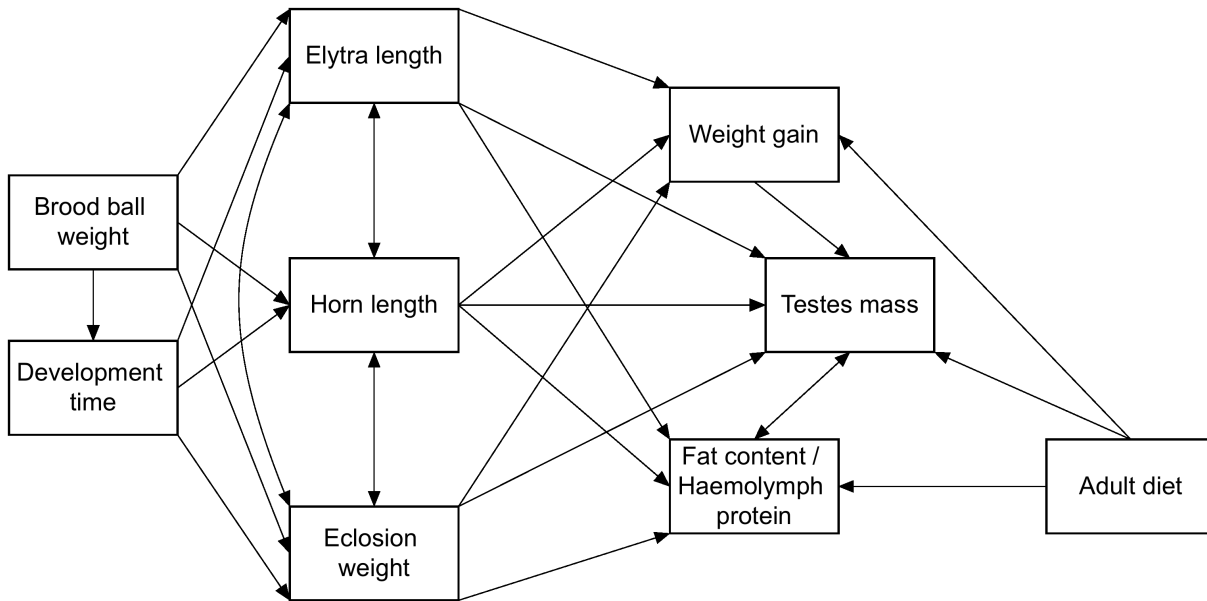 Elytra length
Weight gain
Brood ball
weight
Horn length
Testes mass
Development
time
Fat content /
Haemolymph
protein
Adult diet
Eclosion
weight